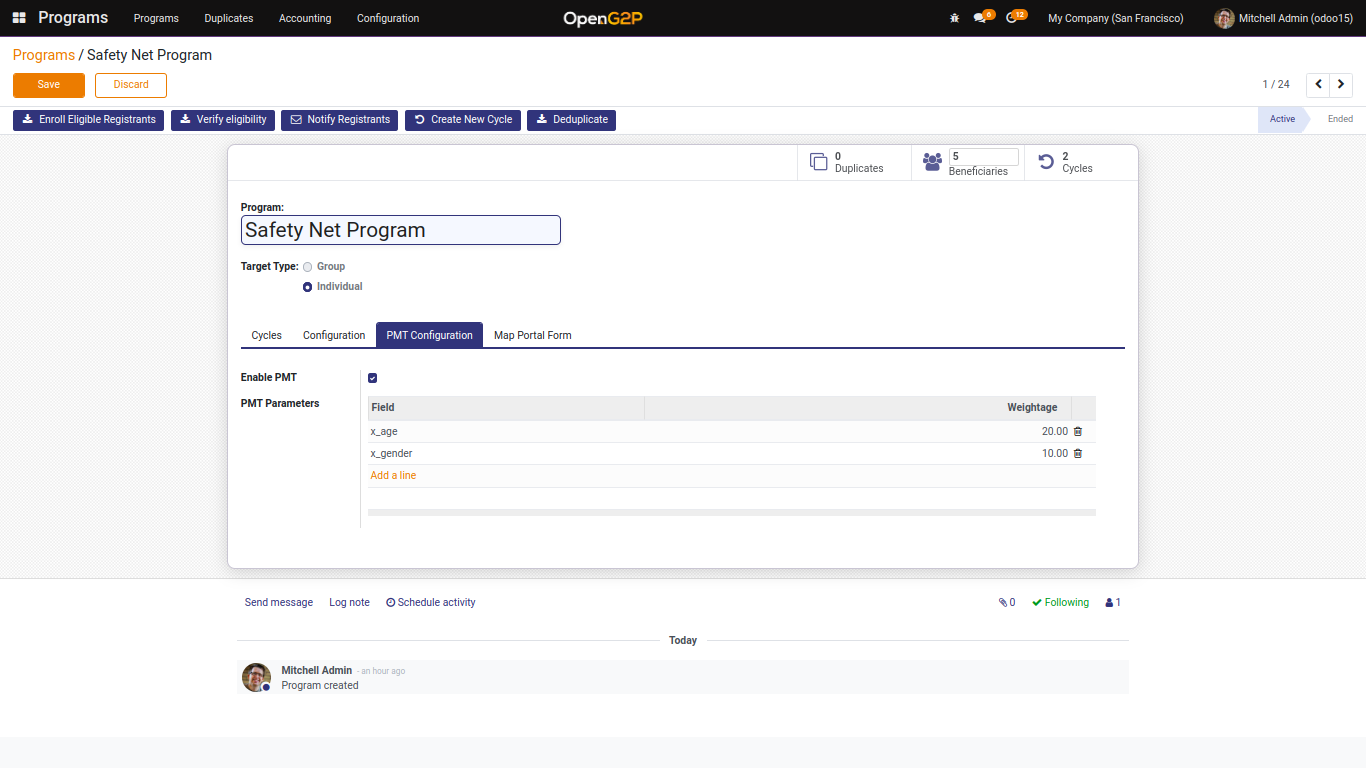 Programs Programs Duplicates Accounting Configuration OpenG2P 6 12 My Company (San Francisco) Mitchell Admin (odoo15)
Programs / Safety Net Program
Save Discard 1 / 24
Enroll Eligible Registrants Verify eligibility Notify Registrants Create New Cycle Deduplicate Active Ended
0 Duplicates 5 Beneficiaries 2 Cycles
Program:
Safety Net Program
Target Type: Group
Individual
Cycles Configuration PMT Configuration Map Portal Form
Enable PMT
PMT Parameters
Field Weightage
x_age 20.00
x_gender 10.00
Add a line
Send message Log note Schedule activity 0 Following 1
Today
Mitchell Admin - an hour ago
Program created